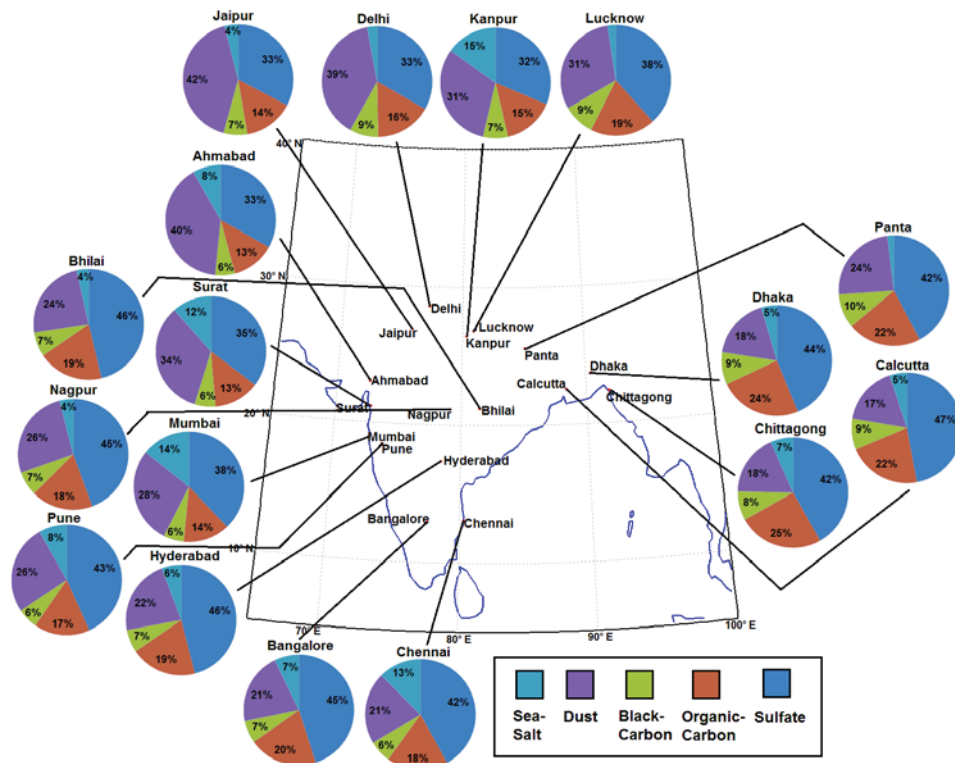 Jaipur
4%
33%
42%
14%
7%
Delhi
33%
39%
16%
9%
Kanpur
15%
32%
31%
15%
7%
Lucknow
31%
38%
9%
19%
Ahmabad
8%
33%
40%
13%
6%
Bhilai
4%
24%
46%
7%
19%
Surat
12%
35%
34%
13%
6%
Nagpur
4%
26%
45%
7%
18%
Mumbai
14%
38%
28%
14%
6%
Pune
8%
26%
43%
6%
17%
Hyderabad
6%
22%
46%
7%
19%
Bangalore
7%
21%
45%
7%
20%
Chennai
13%
21%
42%
6%
18%
Panta
24%
42%
10%
22%
Dhaka
5%
18%
44%
9%
24%
Calcutta
5%
17%
47%
9%
22%
Chittagong
7%
18%
42%
8%
25%
40° N
30° N
20° N
10° N
70° E
80° E
90° E
100° E
Delhi
Jaipur
Lucknow
Kanpur
Panta
Dhaka
Ahmabad
Calcutta
Chittagong
Surat
Nagpur
Bhilai
Mumbai
Pune
Hyderabad
Bangalore
Chennai
Sea-Salt
Dust
Black-Carbon
Organic-Carbon
Sulfate